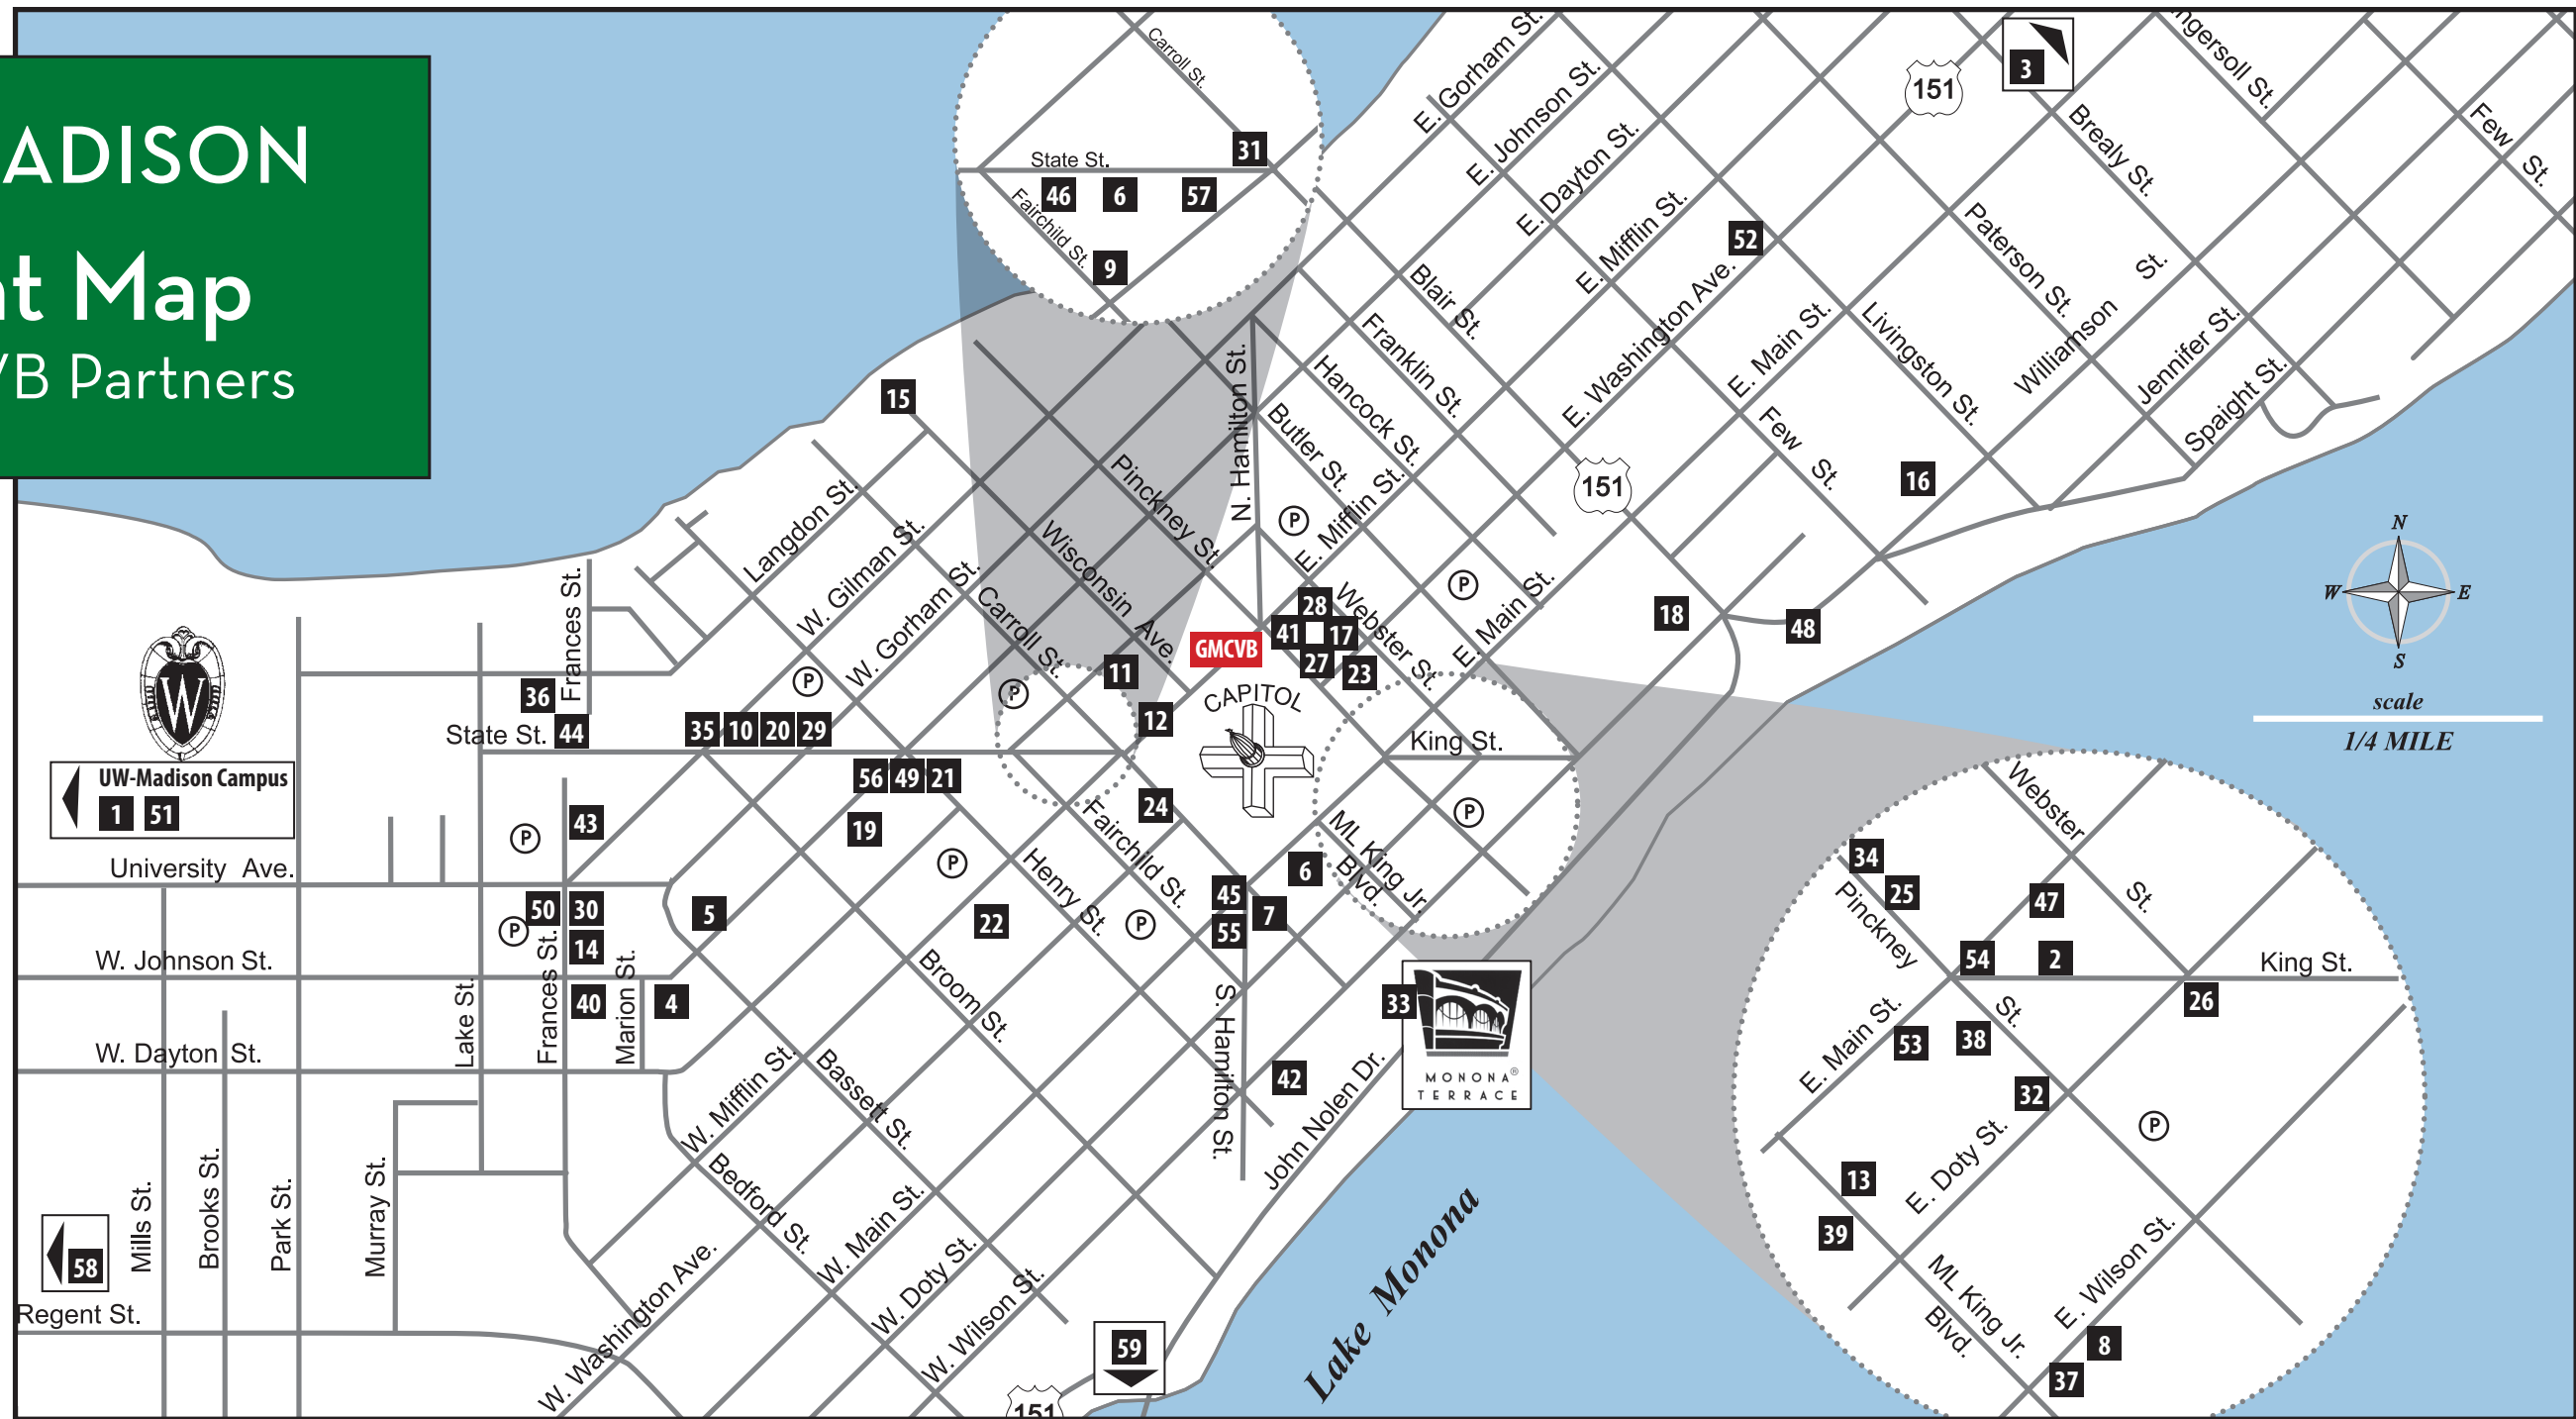 ADISON
nt Map
VB Partners
Carroll St.
31
State St.
46 6 57
Fairchild St.
9
E. Gorham St.
E. Johnson St.
E. Dayton St.
E. Mifflin St.
52
E. Washington Ave.
151
3
ngersoll St.
Brealy St.
Few St.
Paterson St.
Williamson St.
Jennifer St.
Spaight St.
Livingston St.
E. Main St.
Few St.
16
Blair St.
Franklin St.
Hancock St.
Butler St.
N. Hamilton St.
P
E. Mifflin St.
151
15
Pinckney St.
Wisconsin Ave.
Langdon St.
W. Gilman St.
W. Gorham St.
Carroll St.
P
E. Main St.
Webster St.
28
41 17
27
23
GMCVB
11
12
CAPITOL
18
48
N
W E
S
scale
1/4 MILE
W
Frances St.
36
State St. 44
35 10 20 29
P
P
King St.
56 49 21
19
24
Fairchild St.
UW-Madison Campus
1 51
University Ave.
P
43
5
P
22
Henry St.
P
45
55
7
6
ML King Jr.
Blvd.
P
50 30
P
14
W. Johnson St.
Lake St.
Frances St.
Marion St.
40
4
W. Dayton St.
Broom St.
S. Hamilton St.
42
33
MONONA®
TERRACE
John Nolen Dr.
W. Mifflin St.
Bassett St.
Bedford St.
W. Main St.
W. Washington Ave.
W. Doty St.
W. Wilson St.
Mills St.
Brooks St.
Park St.
Murray St.
58
Regent St.
59
151
Lake Monona
Webster St.
34
25
Pinckney St.
47
54 2
King St.
26
E. Main St.
53 38
32
E. Doty St.
P
13
39
ML King Jr.
Blvd.
E. Wilson St.
8
37